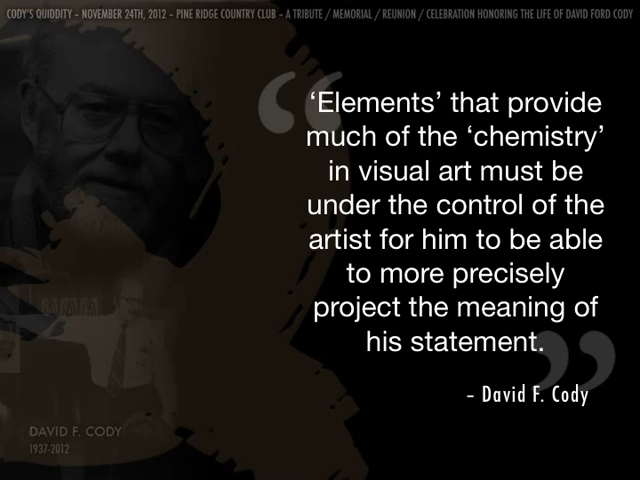 CODY'S QUIDDITY – NOVEMBER 24TH, 2012 – PINE RIDGE COUNTRY CLUB – A TRIBUTE / MEMORIAL / REUNION / CELEBRATION HONORING THE LIFE OF DAVID FORD CODY
‘Elements’ that provide
much of the ‘chemistry’
in visual art must be
under the control of the
artist for him to be able
to more precisely
project the meaning of
his statement.
– David F. Cody
DAVID F. CODY
1937-2012